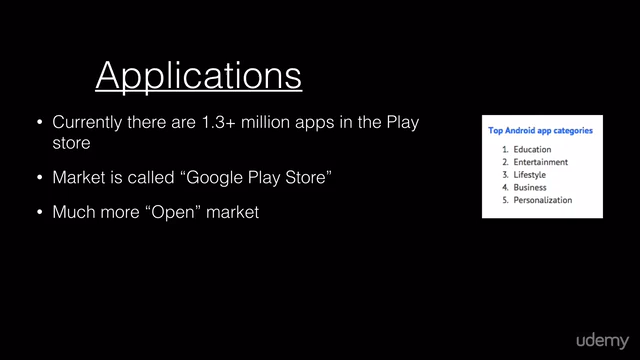 Applications
• Currently there are 1.3+ million apps in the Play
store
• Market is called “Google Play Store”
• Much more “Open” market
Top Android app categories
1. Education
2. Entertainment
3. Lifestyle
4. Business
5. Personalization
udemy